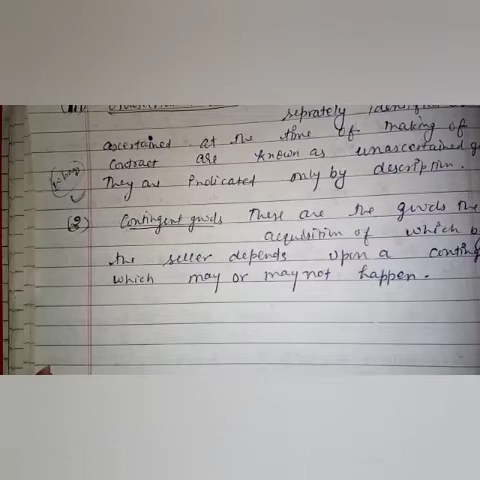 seprately
ascertained at the time of making of
Contract are known as unascertained
They are Indicated only by description.
(2) Contingent goods These are the goods the
acquisition of which b
the seller depends upon a conting
which may or may not happen.